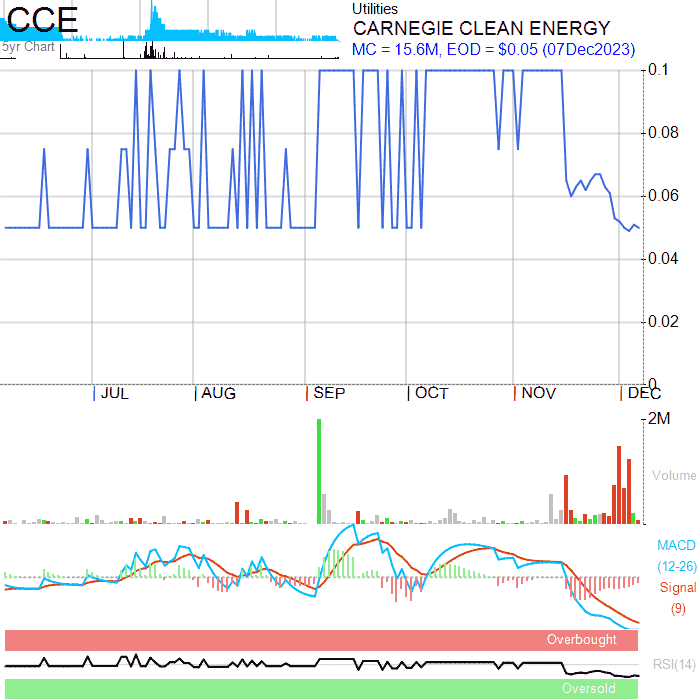 CCE
5yr Chart
Utilities
CARNEGIE CLEAN ENERGY
MC = 15.6M, EOD = $0.05 (07Dec2023)
0.1
0.08
0.06
0.04
0.02
0
JUL AUG SEP OCT NOV DEC
2M
Volume
MACD
(12-26)
Signal
(9)
Overbought
RSI(14)
Oversold